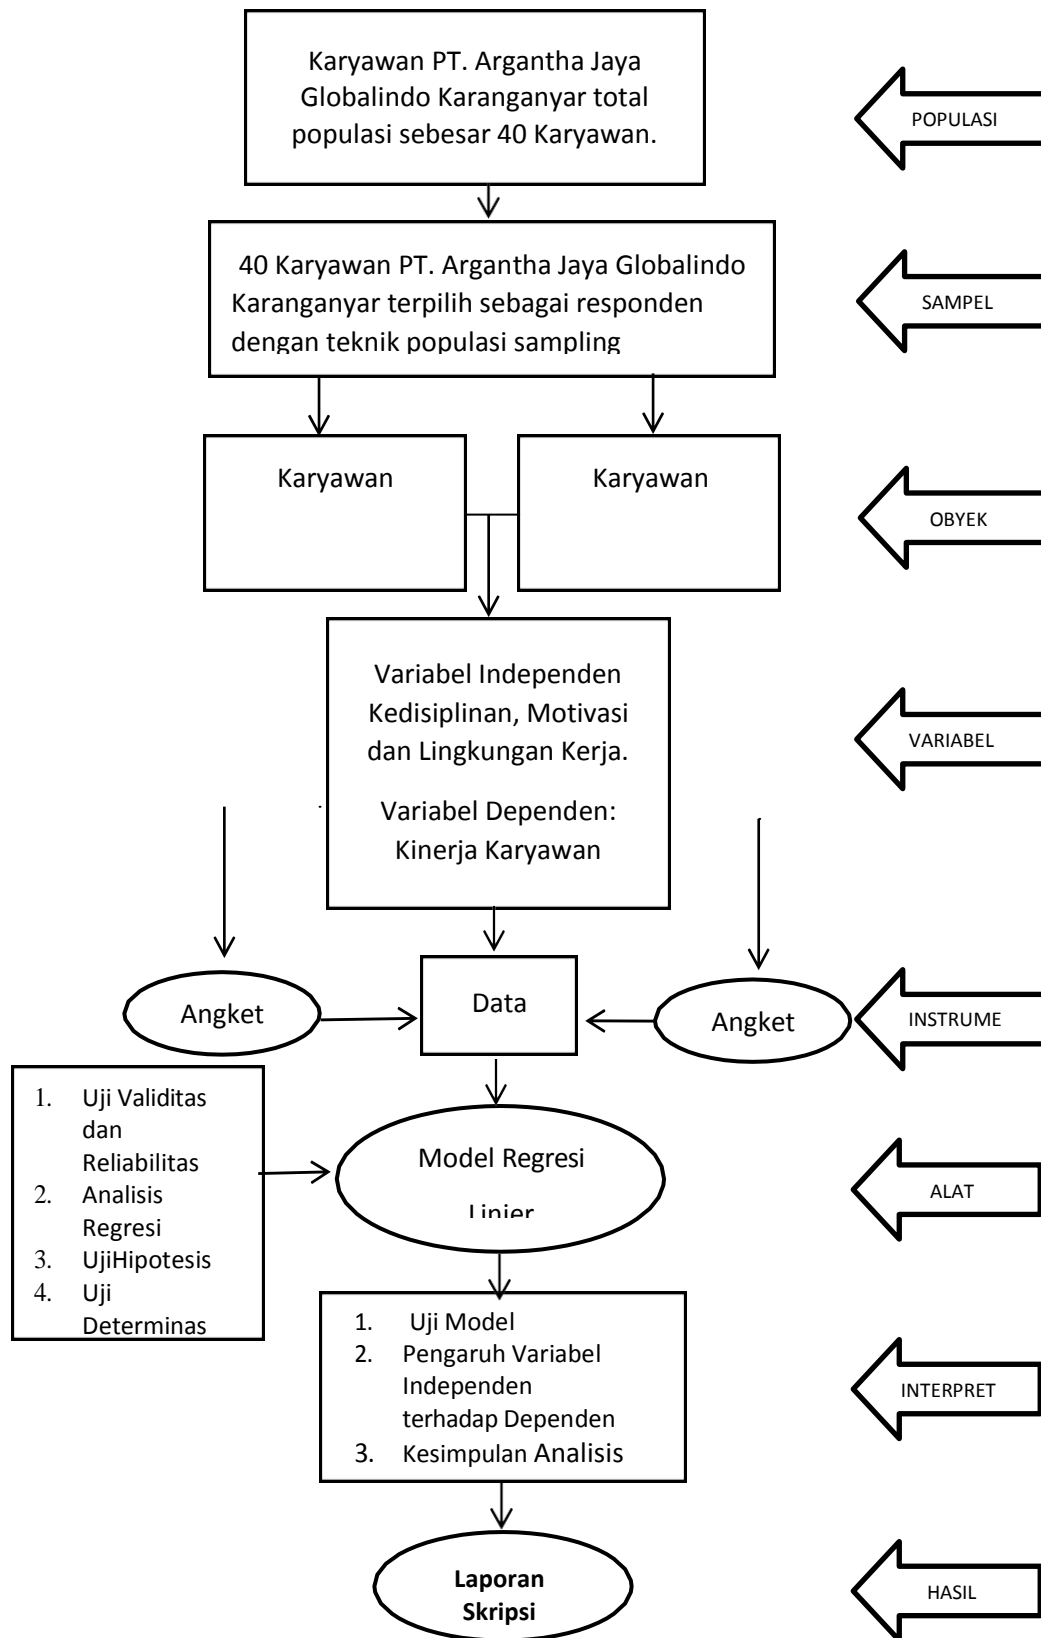 Karyawan PT. Argantha Jaya
Globalindo Karanganyar total
populasi sebesar 40 Karyawan.
POPULASI
40 Karyawan PT. Argantha Jaya Globalindo
Karanganyar terpilih sebagai responden
dengan teknik populasi sampling
SAMPEL
Karyawan
Karyawan
OBYEK
Variabel Independen
Kedisiplinan, Motivasi
dan Lingkungan Kerja.
Variabel Dependen:
Kinerja Karyawan
VARIABEL
Angket
Data
Angket
INSTRUME
1. Uji Validitas
dan
Reliabilitas
2. Analisis
Regresi
3. UjiHipotesis
4. Uji
Determinas
Model Regresi
Linier
ALAT
1. Uji Model
2. Pengaruh Variabel
Independen
terhadap Dependen
3. Kesimpulan Analisis
INTERPRET
Laporan
Skripsi
HASIL